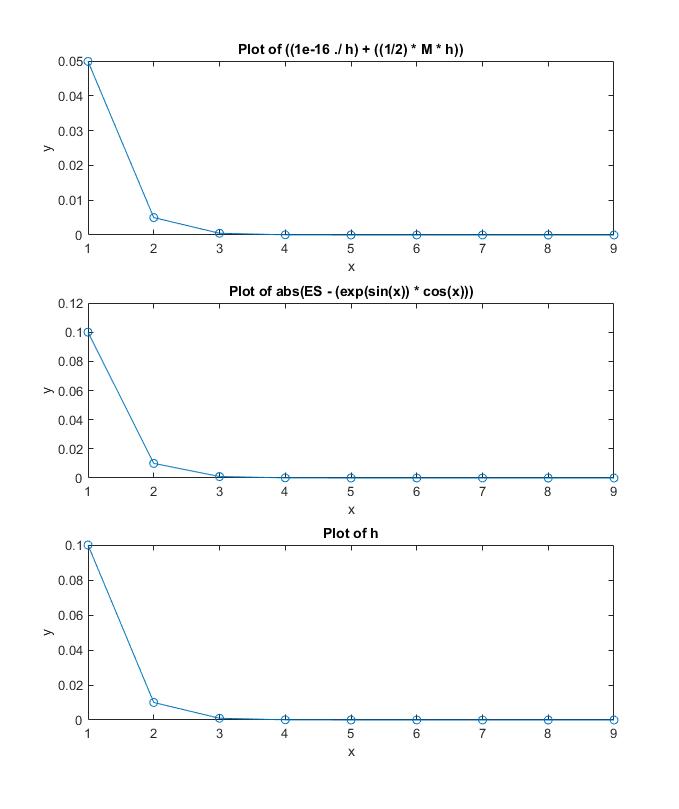 Plot of ((1e-16 ./ h) + ((1/2) * M * h))
0.05
0.04
0.03
0.02
0.01
0
y
1 2 3 4 5 6 7 8 9
x
Plot of abs(ES - (exp(sin(x)) * cos(x)))
0.12
0.1
0.08
0.06
0.04
0.02
0
y
1 2 3 4 5 6 7 8 9
x
Plot of h
0.1
0.08
0.06
0.04
0.02
0
y
1 2 3 4 5 6 7 8 9
x